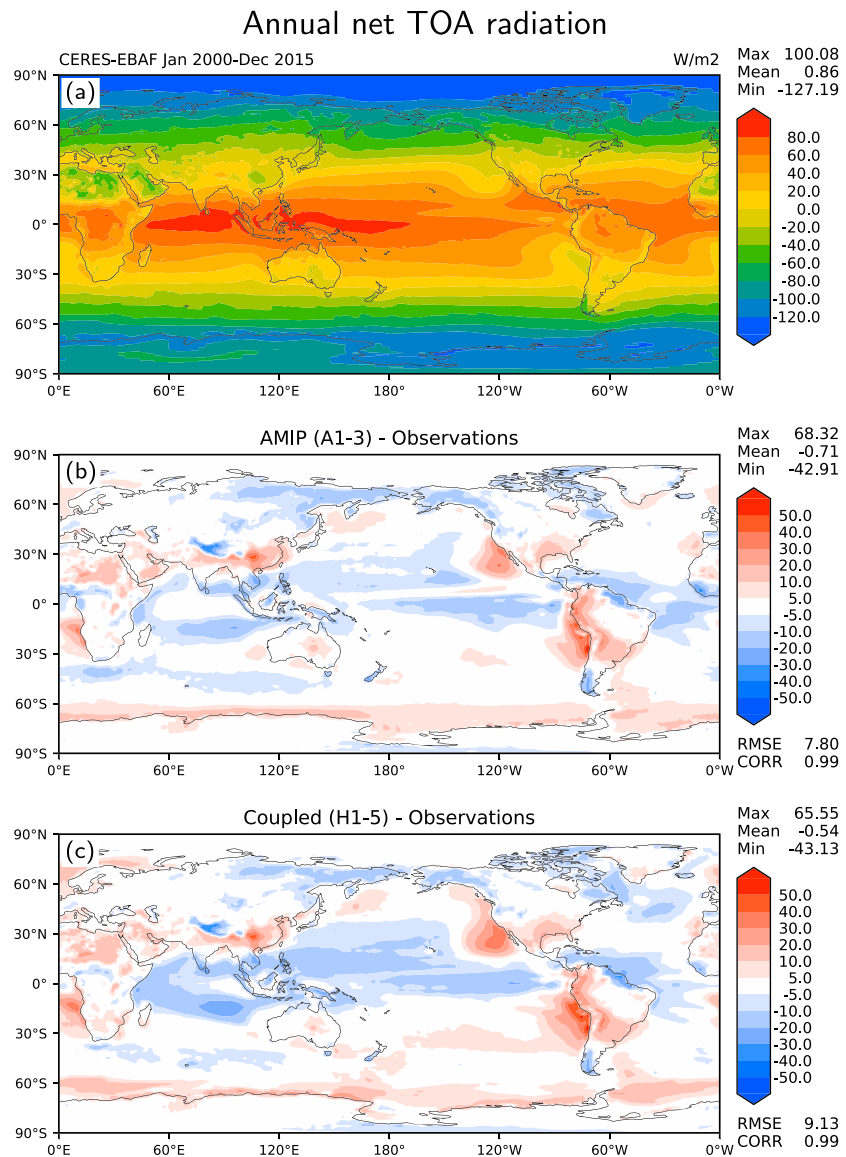 Annual net TOA radiation
CERES-EBAF Jan 2000-Dec 2015 W/m2
Max 100.08
Mean 0.86
Min -127.19
(a)
90°N
60°N
30°N
0°
30°S
60°S
90°S
0°E 60°E 120°E 180° 120°W 60°W 0°W
80.0
60.0
40.0
20.0
0.0
-20.0
-40.0
-60.0
-80.0
-100.0
-120.0
AMIP (A1-3) - Observations
Max 68.32
Mean -0.71
Min -42.91
(b)
90°N
60°N
30°N
0°
30°S
60°S
90°S
0°E 60°E 120°E 180° 120°W 60°W 0°W
50.0
40.0
30.0
20.0
10.0
5.0
-5.0
-10.0
-20.0
-30.0
-40.0
-50.0
RMSE 7.80
CORR 0.99
Coupled (H1-5) - Observations
Max 65.55
Mean -0.54
Min -43.13
(c)
90°N
60°N
30°N
0°
30°S
60°S
90°S
0°E 60°E 120°E 180° 120°W 60°W 0°W
50.0
40.0
30.0
20.0
10.0
5.0
-5.0
-10.0
-20.0
-30.0
-40.0
-50.0
RMSE 9.13
CORR 0.99